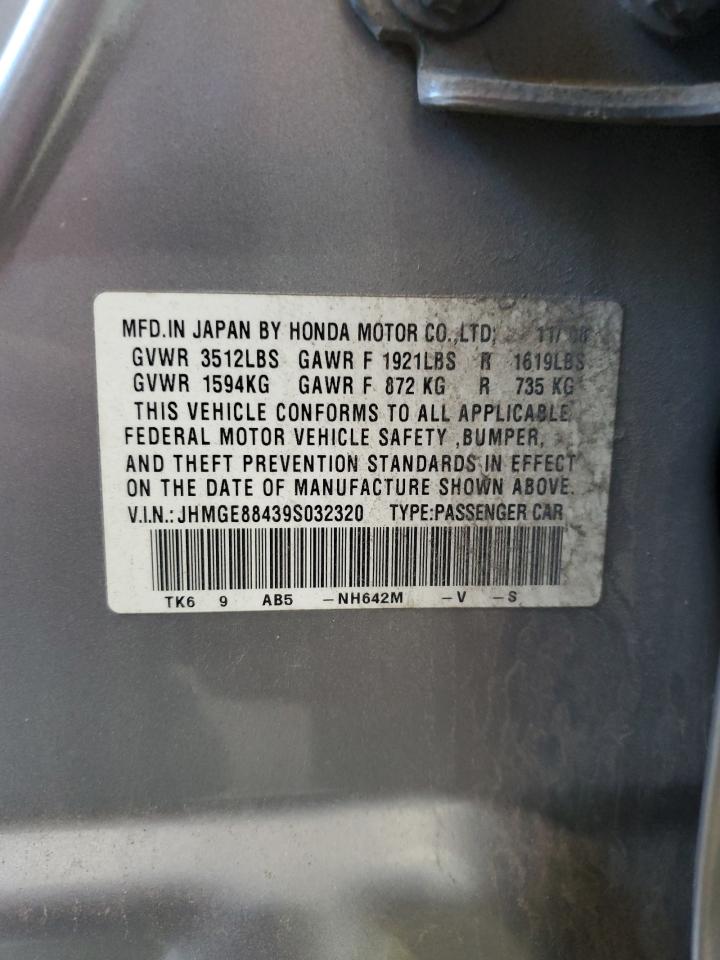 MFD.IN JAPAN BY HONDA MOTOR CO.,LTD; 11/08
GVWR 3512LBS GAWR F 1921LBS R 1619LBS
GVWR 1594KG GAWR F 872 KG R 735 KG
THIS VEHICLE CONFORMS TO ALL APPLICABLE
FEDERAL MOTOR VEHICLE SAFETY ,BUMPER,
AND THEFT PREVENTION STANDARDS IN EFFECT
ON THE DATE OF MANUFACTURE SHOWN ABOVE.
V.I.N.: JHMGE88439S032320 TYPE:PASSENGER CAR
TK6 9 AB5 -NH642M -V -S